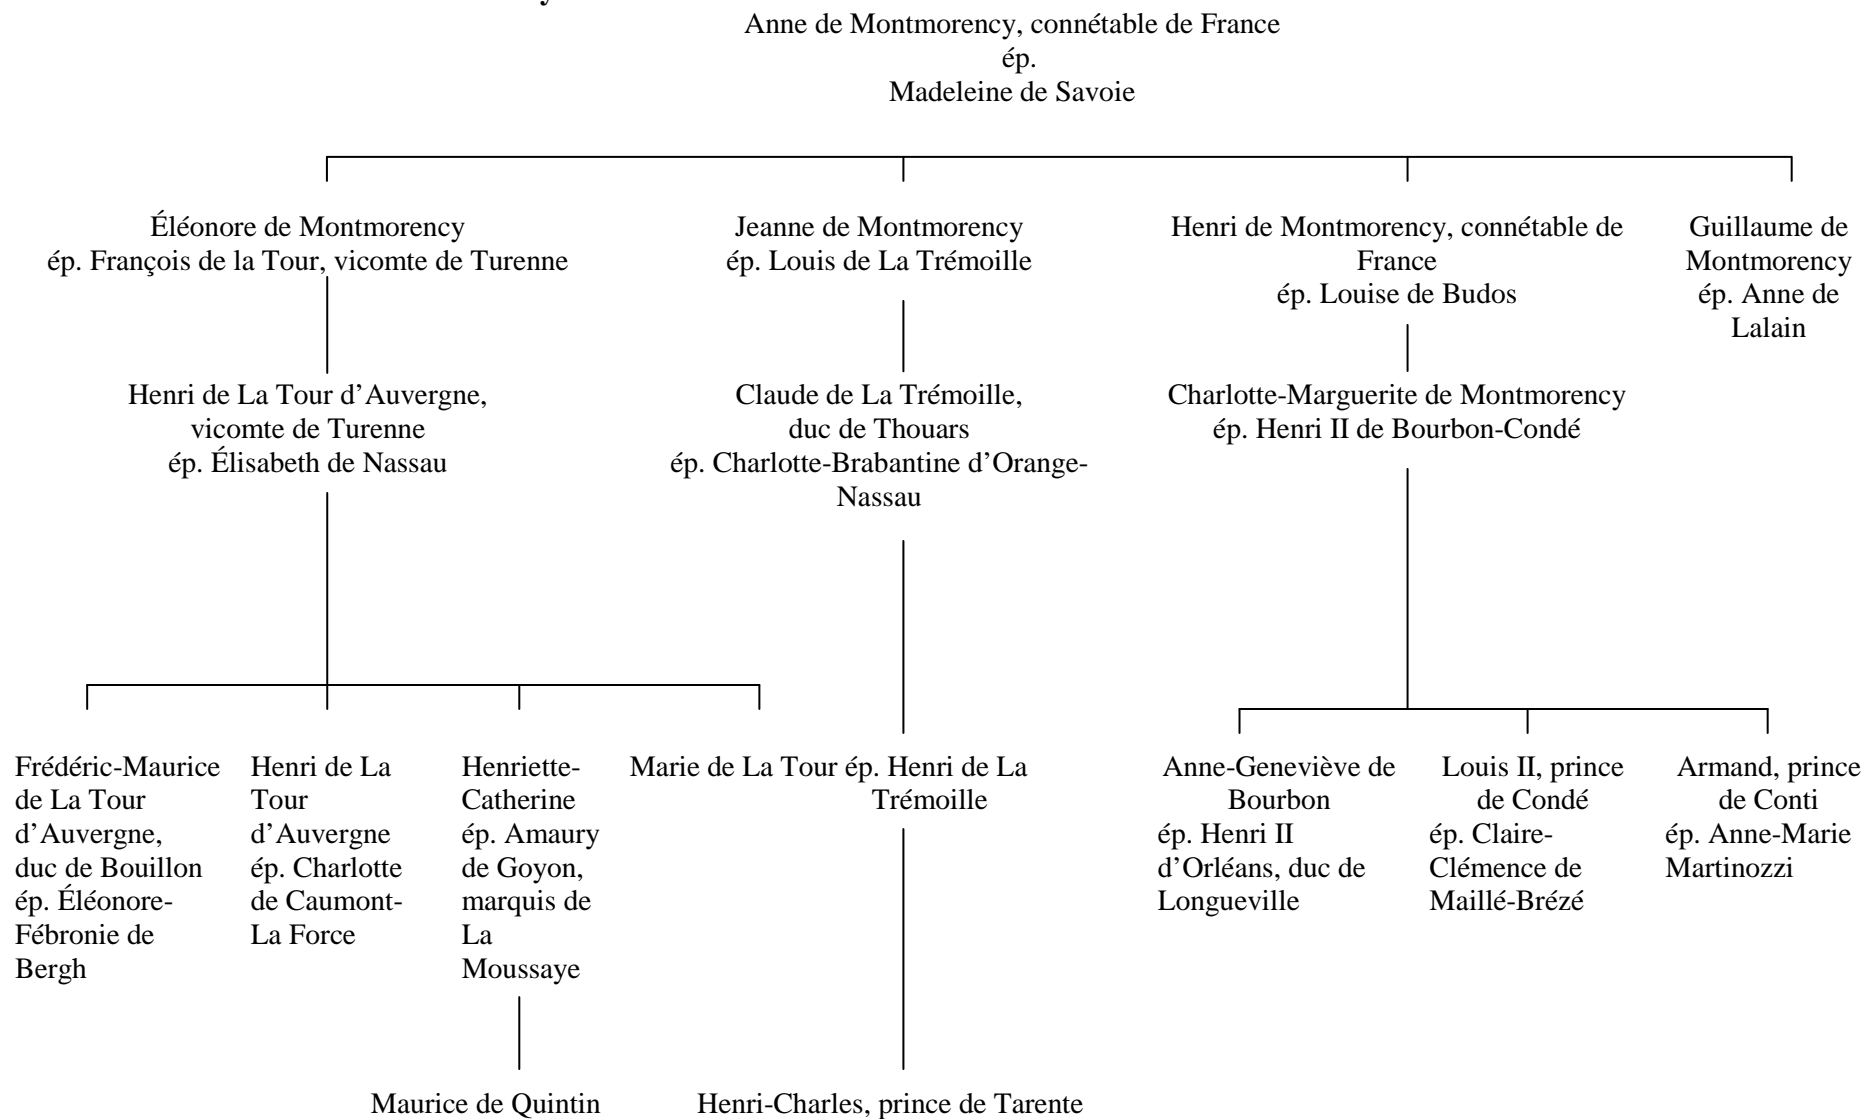 Anne de Montmorency, connétable de France
ép.
Madeleine de Savoie
Éléonore de Montmorency
ép. François de la Tour, vicomte de Turenne
Jeanne de Montmorency
ép. Louis de La Trémoille
Henri de Montmorency, connétable de
France
ép. Louise de Budos
Guillaume de
Montmorency
ép. Anne de
Lalain
Henri de La Tour d’Auvergne,
vicomte de Turenne
ép. Élisabeth de Nassau
Claude de La Trémoille,
duc de Thouars
ép. Charlotte-Brabantine d’Orange-
Nassau
Charlotte-Marguerite de Montmorency
ép. Henri II de Bourbon-Condé
Frédéric-Maurice
de La Tour
d’Auvergne,
duc de Bouillon
ép. Éléonore-
Fébronie de
Bergh
Henri de La
Tour
d’Auvergne
ép. Charlotte
de Caumont-
La Force
Henriette-
Catherine
ép. Amaury
de Goyon,
marquis de
La
Moussaye
Marie de La Tour ép. Henri de La
Trémoille
Anne-Geneviève de
Bourbon
ép. Henri II
d’Orléans, duc de
Longueville
Louis II, prince
de Condé
ép. Claire-
Clémence de
Maillé-Brézé
Armand, prince
de Conti
ép. Anne-Marie
Martinozzi
Maurice de Quintin
Henri-Charles, prince de Tarente